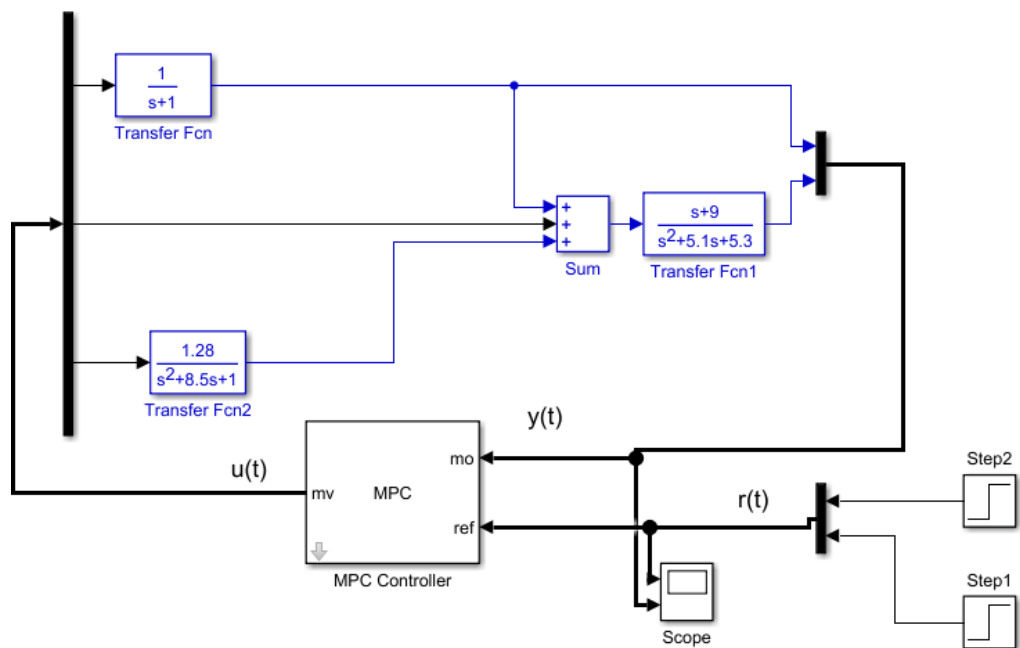 1
s+1
Transfer Fcn
+
+
+
Sum
s+9
s²+5.1s+5.3
Transfer Fcn1
1.28
s²+8.5s+1
Transfer Fcn2
y(t)
u(t)
mo
mv
MPC
ref
MPC Controller
r(t)
Step2
Step1
Scope